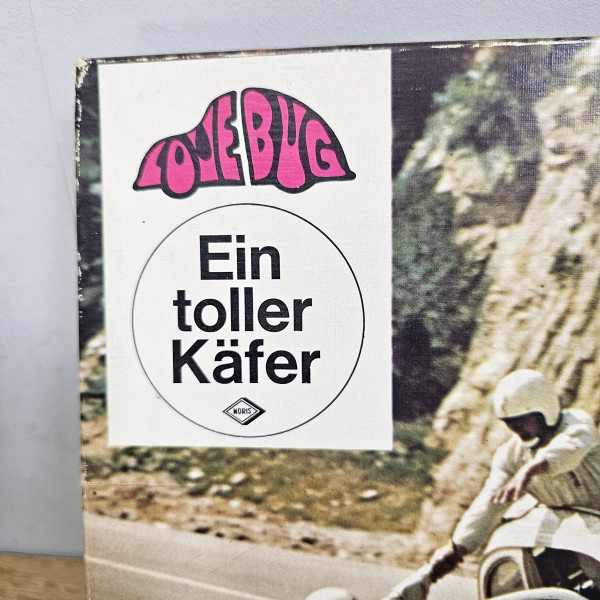 LOVE BUG
Ein
toller
Käfer
NORIS